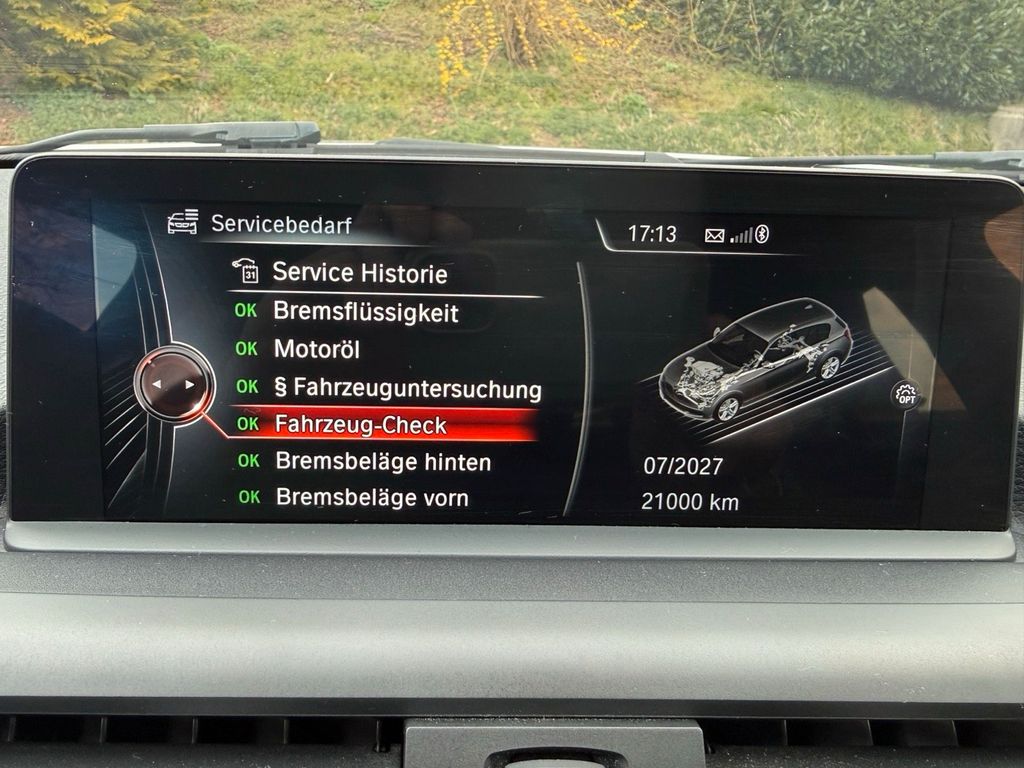 Servicebedarf
17:13
31 Service Historie
OK Bremsflüssigkeit
OK Motoröl
OK § Fahrzeuguntersuchung
OK Fahrzeug-Check
OK Bremsbeläge hinten
OK Bremsbeläge vorn
OPT
07/2027
21000 km